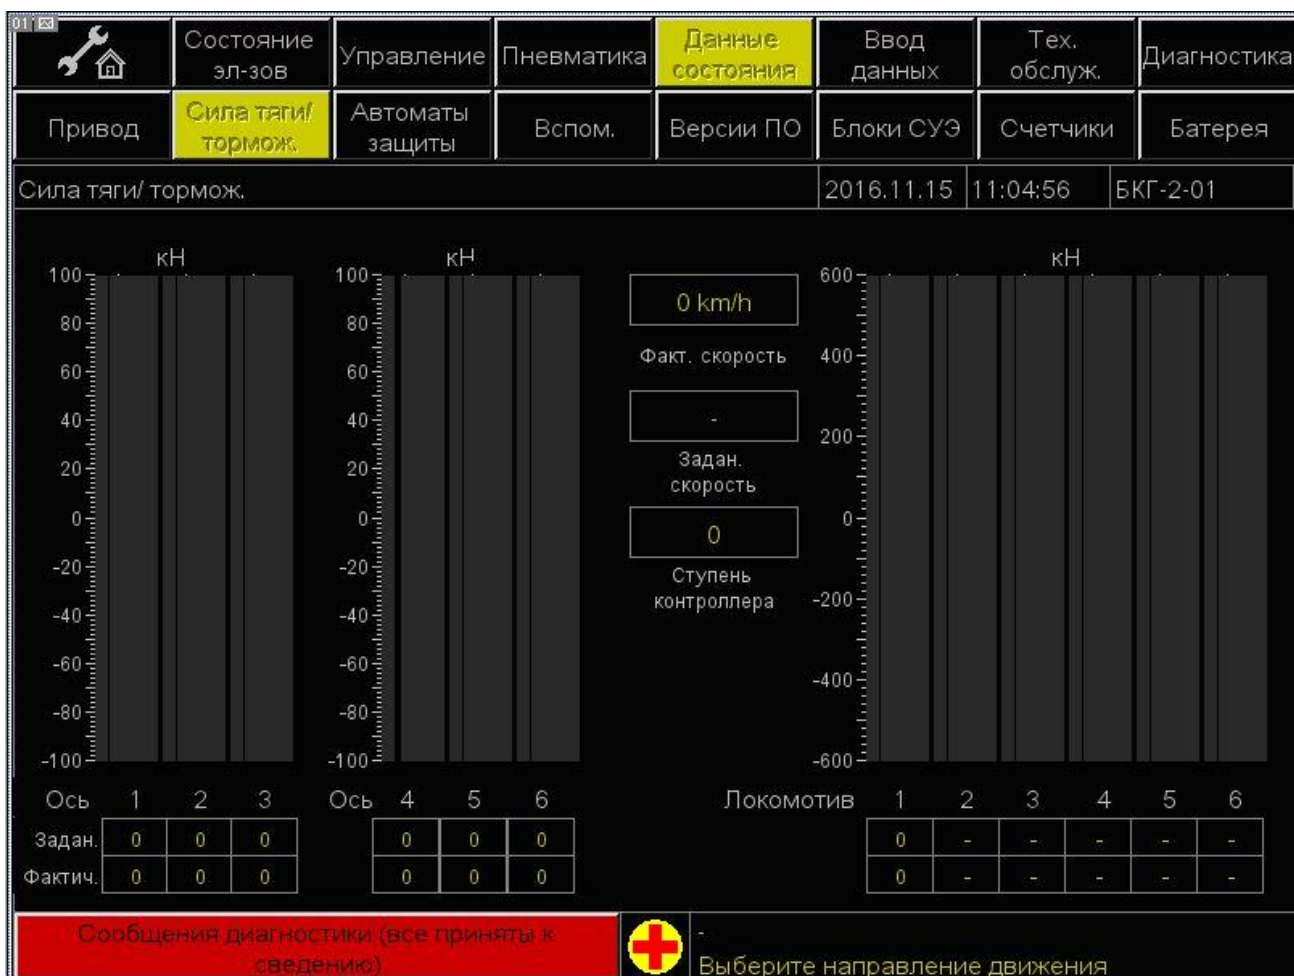 01
Состояние эл-зов
Управление
Пневматика
Данные состояния
Ввод данных
Тех. обслуж.
Диагностика
Привод
Сила тяги/ тормож.
Автоматы защиты
Вспом.
Версии ПО
Блоки СУЭ
Счетчики
Батерея
Сила тяги/ тормож.
2016.11.15
11:04:56
БКГ-2-01
кН
100
80
60
40
20
0
-20
-40
-60
-80
-100
кН
100
80
60
40
20
0
-20
-40
-60
-80
-100
0 km/h
Факт. скорость
-
Задан.
скорость
0
Ступень
контроллера
кН
600
400
200
0
-200
-400
-600
Ось 1 2 3
Ось 4 5 6
Локомотив 1 2 3 4 5 6
Задан. 0 0 0 0 0 0 0 - - - - -
Фактич. 0 0 0 0 0 0 0 - - - - -
Сообщения диагностики (все приняты к
сведению)
-
Выберите направление движения